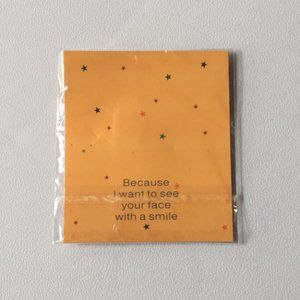 Because
I want to see
your face
with a smile